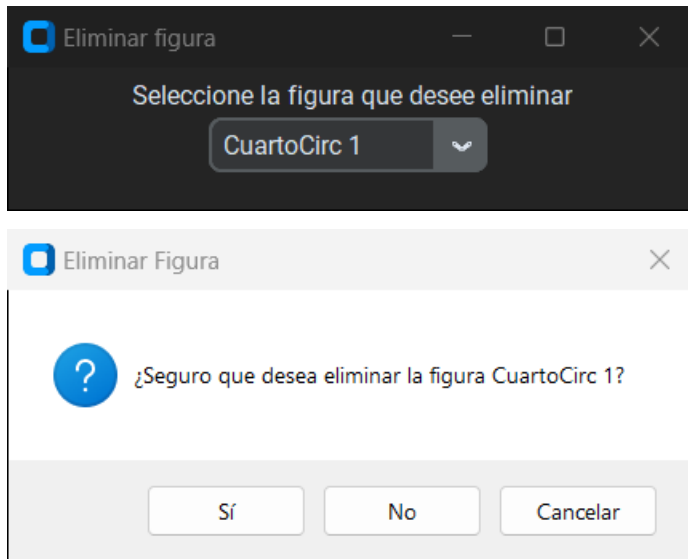 Eliminar figura
Seleccione la figura que desee eliminar
CuartoCirc 1
Eliminar Figura
¿Seguro que desea eliminar la figura CuartoCirc 1?
Sí No Cancelar